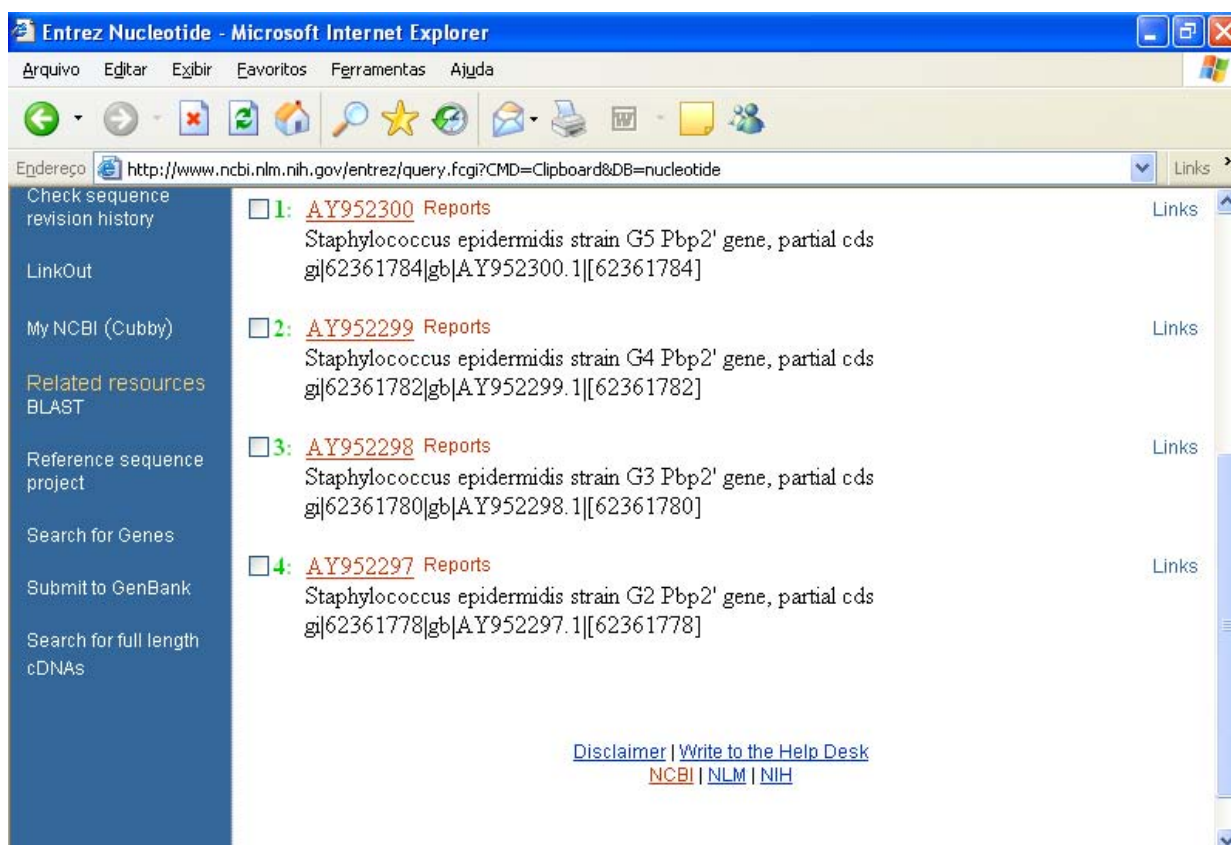 Entrez Nucleotide - Microsoft Internet Explorer
Arquivo Editar Exibir Favoritos Ferramentas Ajuda
Endereço http://www.ncbi.nlm.nih.gov/entrez/query.fcgi?CMD=Clipboard&DB=nucleotide Links
Check sequence
revision history
LinkOut
My NCBI (Cubby)
Related resources
BLAST
Reference sequence
project
Search for Genes
Submit to GenBank
Search for full length
cDNAs
1: AY952300 Reports Links
Staphylococcus epidermidis strain G5 Pbp2' gene, partial cds
gi|62361784|gb|AY952300.1|[62361784]
2: AY952299 Reports Links
Staphylococcus epidermidis strain G4 Pbp2' gene, partial cds
gi|62361782|gb|AY952299.1|[62361782]
3: AY952298 Reports Links
Staphylococcus epidermidis strain G3 Pbp2' gene, partial cds
gi|62361780|gb|AY952298.1|[62361780]
4: AY952297 Reports Links
Staphylococcus epidermidis strain G2 Pbp2' gene, partial cds
gi|62361778|gb|AY952297.1|[62361778]
Disclaimer | Write to the Help Desk
NCBI | NLM | NIH